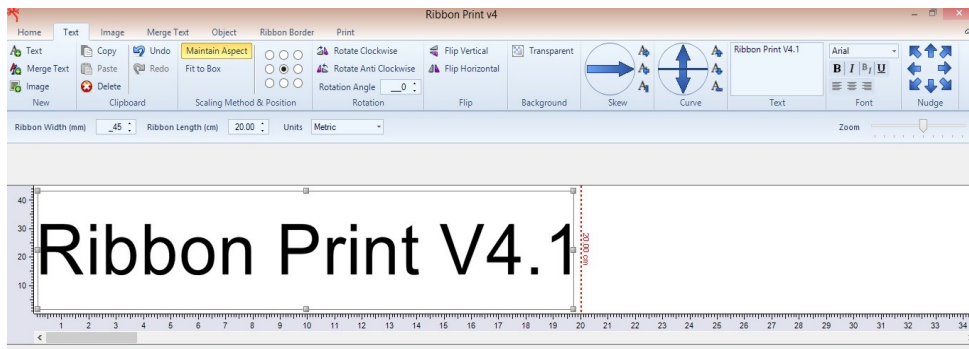 Ribbon Print v4
Home Text Image Merge Text Object Ribbon Border Print
Text Copy Undo Maintain Aspect Rotate Clockwise Flip Vertical Transparent Ribbon Print V4.1 Arial
Merge Text Paste Redo Fit to Box Rotate Anti Clockwise Flip Horizontal B I U
Image Delete Rotation Angle __0
New Clipboard Scaling Method & Position Rotation Flip Background Skew Curve Text Font Nudge
Ribbon Width (mm) _45 Ribbon Length (cm) 20.00 Units Metric Zoom
40
30
20
10
Ribbon Print V4.1
20.00 cm
1 2 3 4 5 6 7 8 9 10 11 12 13 14 15 16 17 18 19 20 21 22 23 24 25 26 27 28 29 30 31 32 33 34